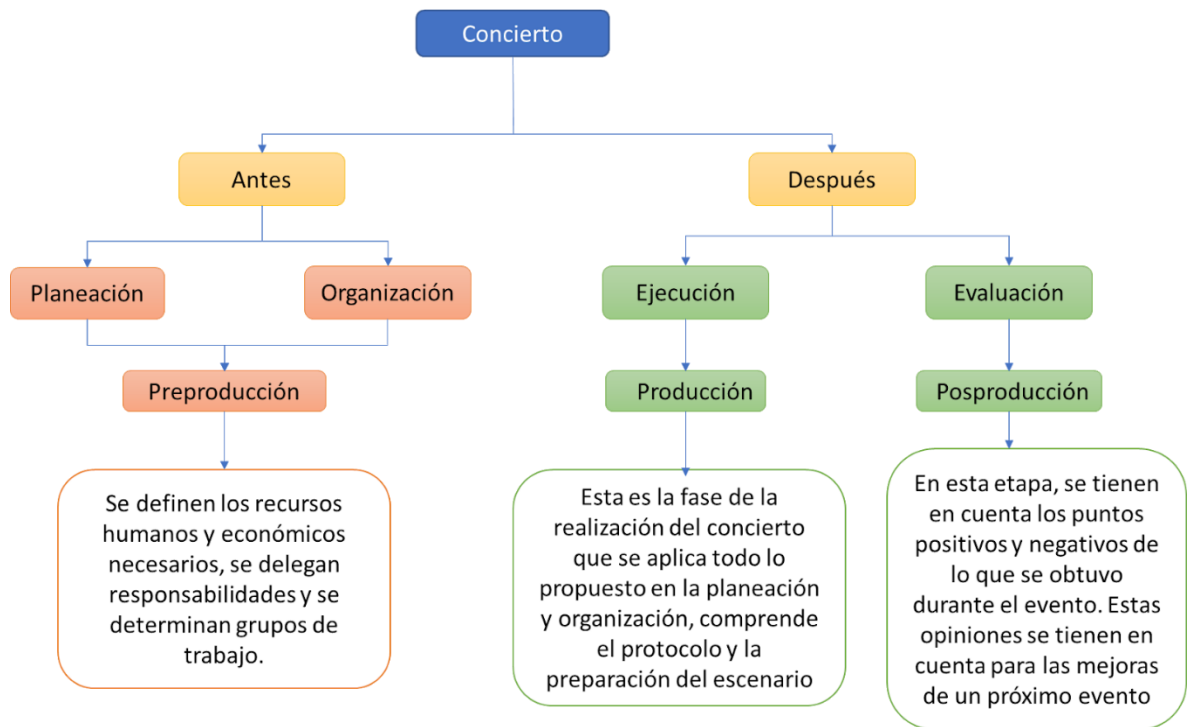 Concierto
Antes
Después
Planeación
Organización
Ejecución
Evaluación
Preproducción
Producción
Posproducción
Se definen los recursos
humanos y económicos
necesarios, se delegan
responsabilidades y se
determinan grupos de
trabajo.
Esta es la fase de la
realización del concierto
que se aplica todo lo
propuesto en la planeación
y organización, comprende
el protocolo y la
preparación del escenario
En esta etapa, se tienen
en cuenta los puntos
positivos y negativos de
lo que se obtuvo
durante el evento. Estas
opiniones se tienen en
cuenta para las mejoras
de un próximo evento